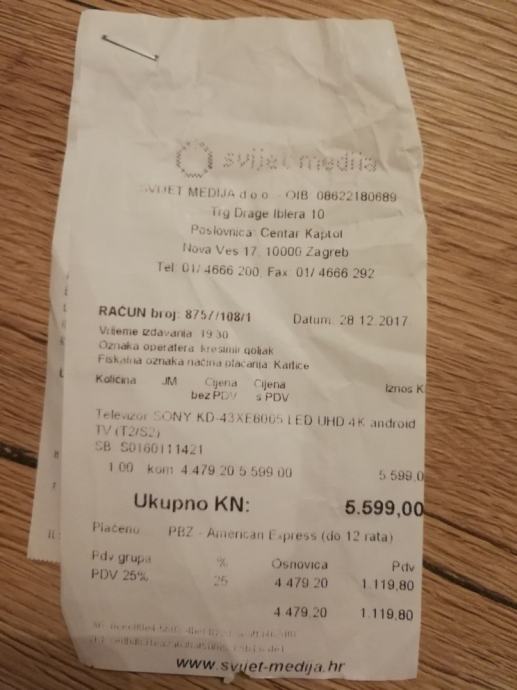 svijet medija
SVIJET MEDIJA d o o - OIB 08622180689
Trg Drage Iblera 10
Poslovnica Centar Kaptol
Nova Ves 17, 10000 Zagreb
Tel: 01/ 4666 200, Fax: 01/ 4666 292
RAČUN broj: 8757/108/1 Datum: 28 12.2017
Vrijeme izdavanja 19 30
Oznaka operatera kresimir goljak
Fiskalna oznaka načina plaćanja Kartice
Količina JM Cijena Cijena Iznos K
bez PDV s PDV
Televizor SONY KD-43XE8005 LED UHD 4K android
TV (T2/S2)
SB S0160111421
1 00 kom 4.479.20 5.599.00 5.599,0
Ukupno KN: 5.599,00
Plaćeno PBZ - American Express (do 12 rata)
Pdv grupa % Osnovica Pdv
PDV 25% 25 4.479,20 1.119,80
4.479,20 1.119,80
www.svijet-medija.hr